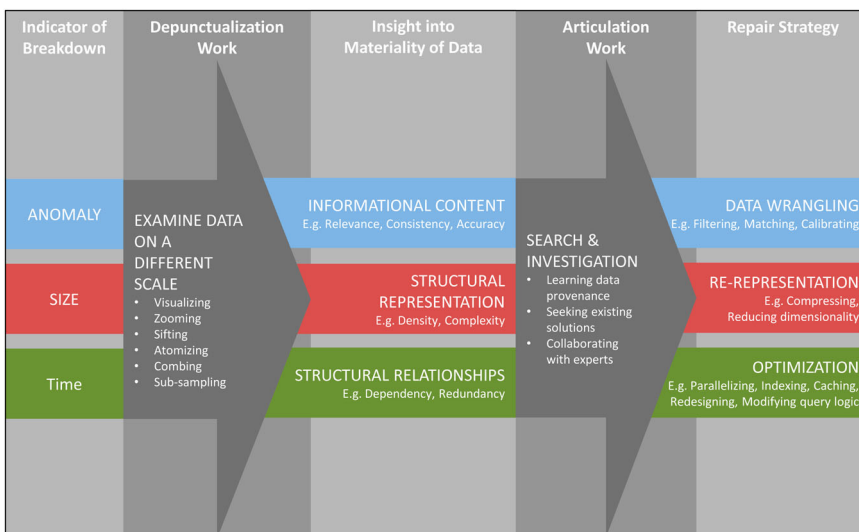 Indicator of
Breakdown
Depunctualization
Work
Insight into
Materiality of Data
Articulation
Work
Repair Strategy
ANOMALY
SIZE
Time
EXAMINE DATA
ON A
DIFFERENT
SCALE
• Visualizing
• Zooming
• Sifting
• Atomizing
• Combing
• Sub-sampling
INFORMATIONAL CONTENT
E.g. Relevance, Consistency, Accuracy
STRUCTURAL
REPRESENTATION
E.g. Density, Complexity
STRUCTURAL RELATIONSHIPS
E.g. Dependency, Redundancy
SEARCH &
INVESTIGATION
• Learning data
provenance
• Seeking existing
solutions
• Collaborating
with experts
DATA WRANGLING
E.g. Filtering, Matching, Calibrating
RE-REPRESENTATION
E.g. Compressing,
Reducing dimensionality
OPTIMIZATION
E.g. Parallelizing, Indexing, Caching,
Redesigning, Modifying query logic